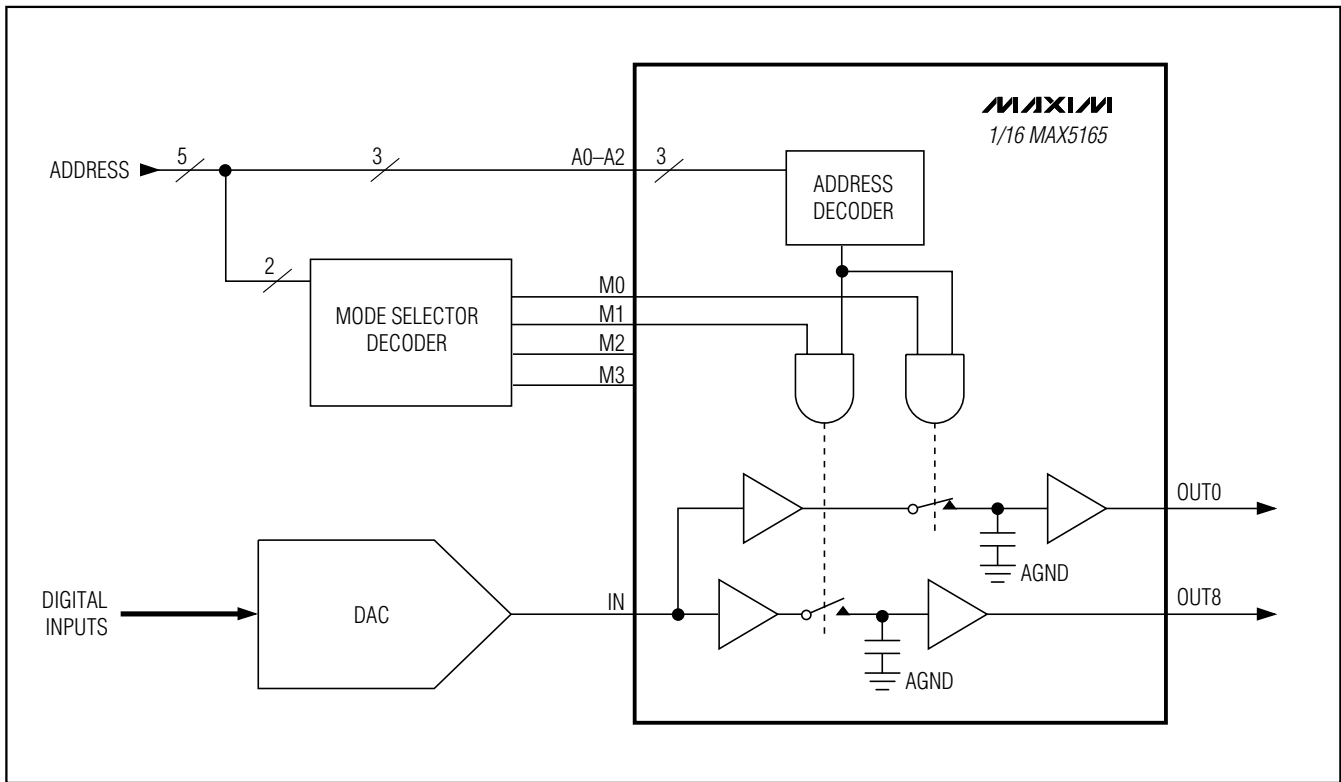 MAXIM
1/16 MAX5165
ADDRESS
5
3
A0–A2
3
ADDRESS
DECODER
2
MODE SELECTOR
DECODER
M0
M1
M2
M3
OUT0
AGND
DIGITAL
INPUTS
DAC
IN
OUT8
AGND